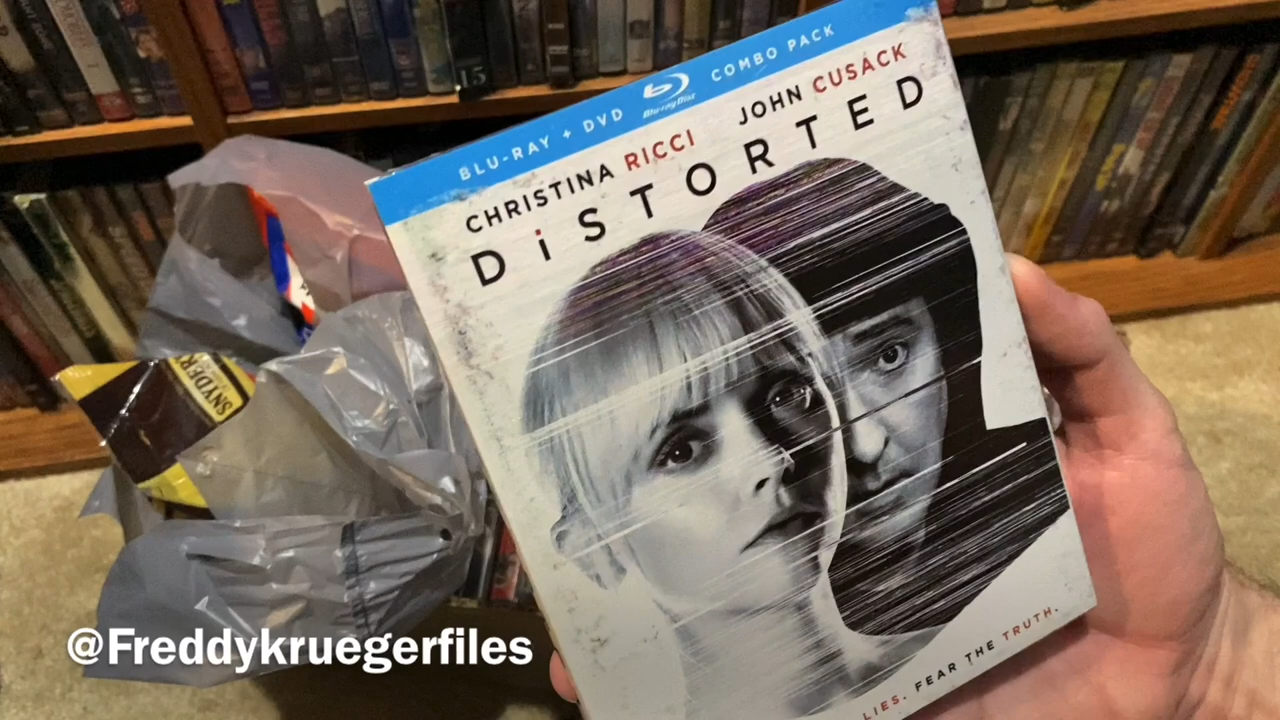 BLU-RAY + DVD Blu-ray Disc COMBO PACK
CHRISTINA RICCI JOHN CUSACK
DiSTORTED
LIES. FEAR THE TRUTH.
SNYDER
15
@Freddykruegerfiles